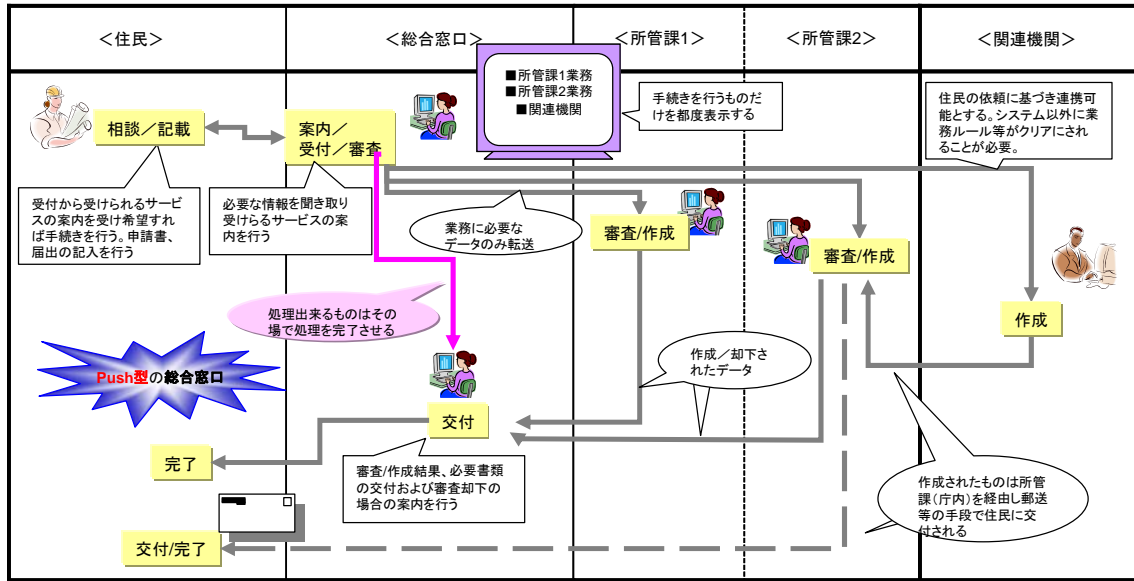 ＜住民＞
＜総合窓口＞
＜所管課1＞
＜所管課2＞
＜関連機関＞
■所管課1業務
■所管課2業務
■関連機関
手続きを行うものだ
けを都度表示する
住民の依頼に基づき連携可
能とする。システム以外に業
務ルール等がクリアにされ
ることが必要。
相談／記載
案内／
受付／審査
受付から受けられるサービ
スの案内を受け希望すれ
ば手続きを行う。申請書、
届出の記入を行う
必要な情報を聞き取り
受けらるサービスの案
内を行う
業務に必要な
データのみ転送
審査/作成
審査/作成
作成
処理出来るものはその
場で処理を完了させる
Push型の総合窓口
作成／却下さ
れたデータ
交付
完了
審査/作成結果、必要書類
の交付および審査却下の
場合の案内を行う
作成されたものは所管
課（庁内）を経由し郵送
等の手段で住民に交
付される
交付/完了